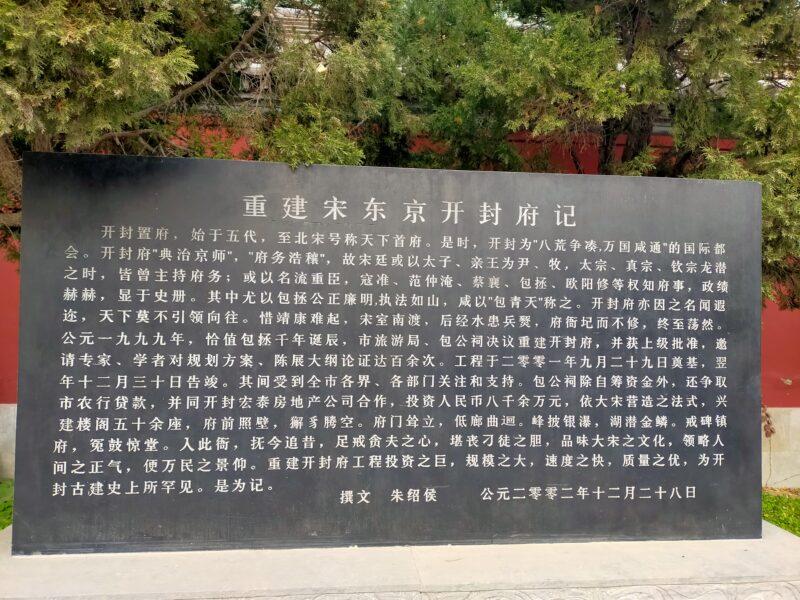 重建宋东京开封府记
开封置府，始于五代，至北宋号称天下首府。是时，开封为"八荒争凑,万国咸通"的国际都
会。开封府"典治京师"，"府务浩穰"，故宋廷或以太子、亲王为尹、牧，太宗、真宗、钦宗龙潜
之时，皆曾主持府务；或以名流重臣，寇准、范仲淹、蔡襄、包拯、欧阳修等权知府事，政绩
赫赫，显于史册。其中尤以包拯公正廉明,执法如山，咸以"包青天"称之。开封府亦因之名闻遐
迩，天下莫不引领向往。惜靖康难起，宋室南渡，后经水患兵燹，府衙圮而不修，终至荡然。
公元一九九九年，恰值包拯千年诞辰，市旅游局、包公祠决议重建开封府，并获上级批准，邀
请专家、学者对规划方案、陈展大纲论证达百余次。工程于二零零一年九月二十九日奠基，翌
年十二月三十日告竣。其间受到全市各界、各部门关注和支持。包公祠除自筹资金外，还争取
市农行贷款，并同开封宏泰房地产公司合作，投资人民币八千余万元，依大宋营造之法式，兴
建楼阁五十余座，府前照壁，獬豸腾空。府门耸立，低廊曲迴。峰披银瀑，湖潜金鳞。戒碑镇
府，冤鼓惊堂。入此衙，抚今追昔，足戒贪夫之心，堪丧刁徒之胆，品味大宋之文化，领略人
间之正气，使万民之景仰。重建开封府工程投资之巨，规模之大，速度之快，质量之优，为开
封古建史上所罕见。是为记。
撰文 朱绍侯 公元二零零二年十二月二十八日